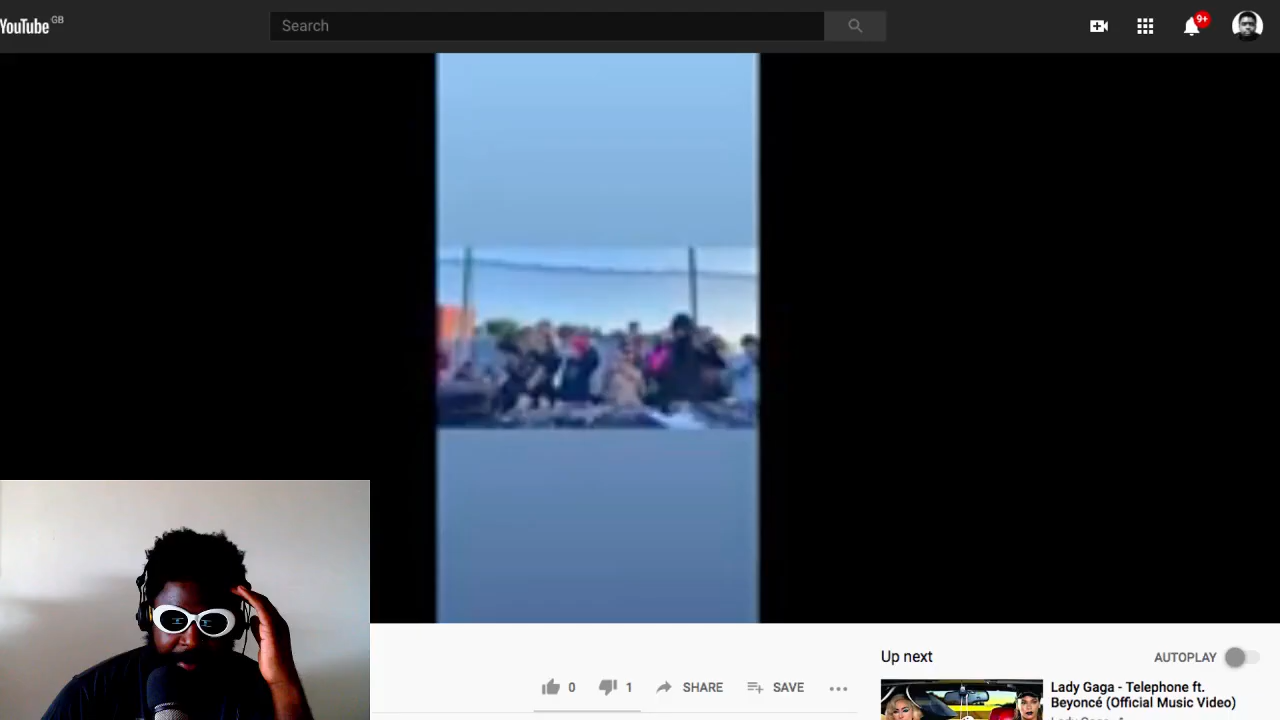 YouTube GB
Search
9+
Up next
AUTOPLAY
0
1
SHARE
SAVE
Lady Gaga - Telephone ft.
Beyoncé (Official Music Video)